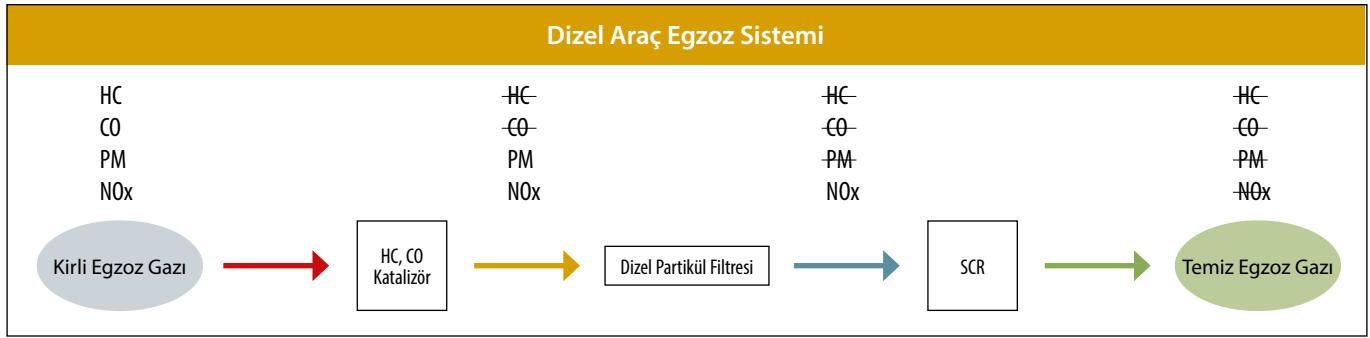 Dizel Araç Egzoz Sistemi
HC
CO
PM
NOx
HC
CO
PM
NOx
HC
CO
PM
NOx
HC
CO
PM
NOx
Kirli Egzoz Gazı
HC, CO
Katalizör
Dizel Partikül Filtresi
SCR
Temiz Egzoz Gazı